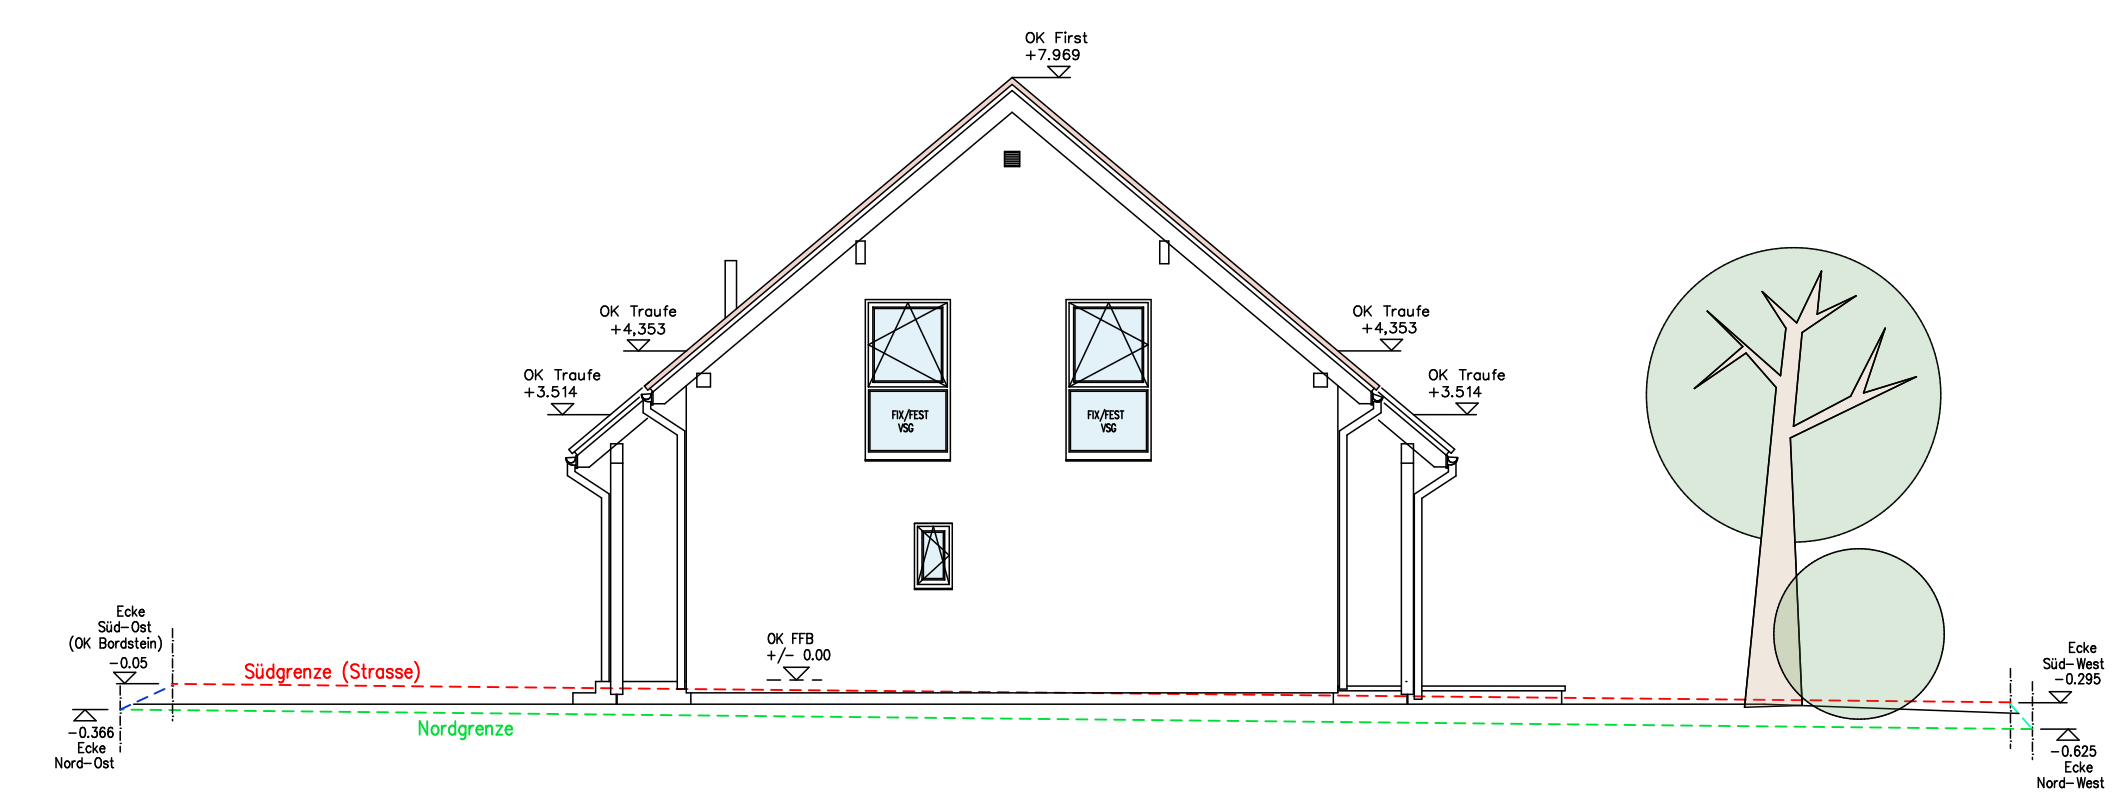 OK First
+7.969
OK Traufe
+4,353
OK Traufe
+4,353
OK Traufe
+3.514
OK Traufe
+3.514
FIX/FEST
VSG
FIX/FEST
VSG
Ecke
Süd-Ost
(OK Bordstein)
-0.05
Südgrenze (Strasse)
OK FFB
+/- 0.00
Ecke
Süd-West
-0.295
Nordgrenze
-0.366
Ecke
Nord-Ost
-0.625
Ecke
Nord-West